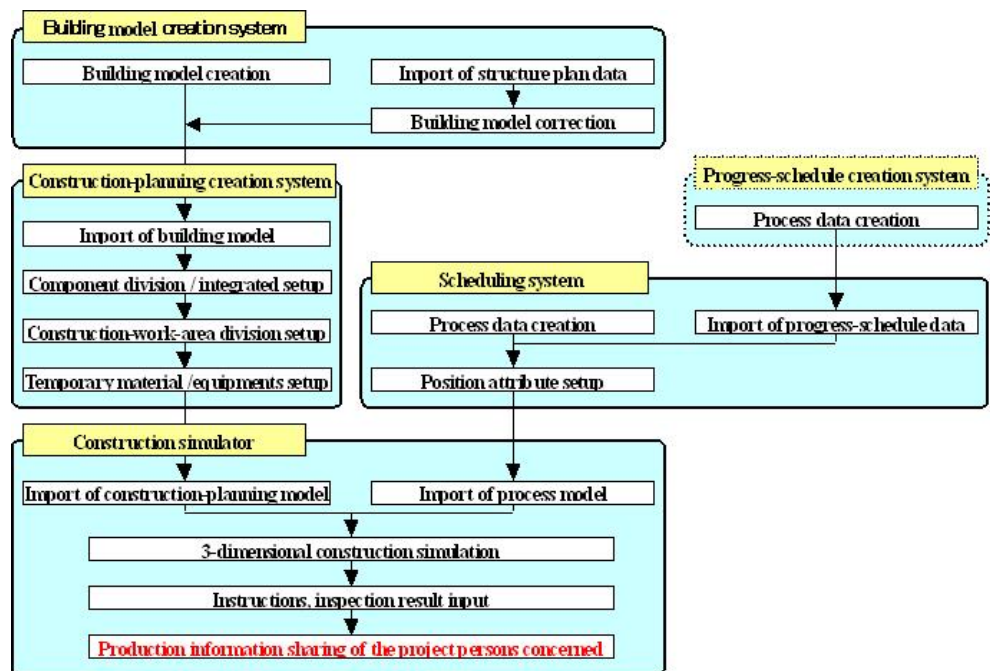 Building model creation system
Building model creation
Import of structure plan data
Building model correction
Construction-planning creation system
Import of building model
Component division / integrated setup
Construction-work-area division setup
Temporary material /equipments setup
Progress-schedule creation system
Process data creation
Scheduling system
Process data creation
Import of progress-schedule data
Position attribute setup
Construction simulator
Import of construction-planning model
Import of process model
3-dimensional construction simulation
Instructions, inspection result input
Production information sharing of the project persons concerned